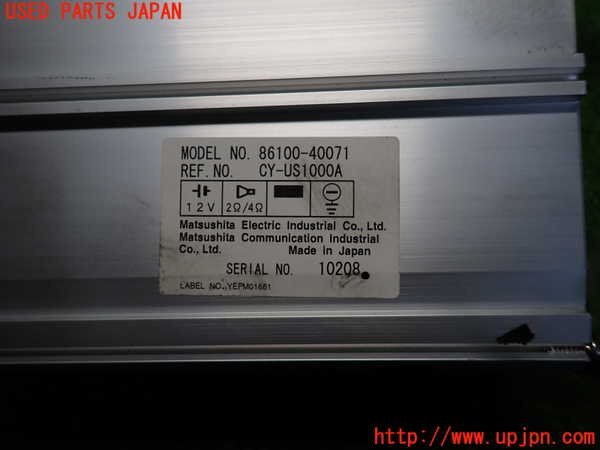 USED PARTS JAPAN
MODEL NO. 86100-40071
REF.NO. CY-US1000A
12V
2Ω/4Ω
Matsushita Electric Industrial Co., Ltd.
Matsushita Communication Industrial
Co., Ltd. Made in Japan
SERIAL NO. 10208
LABEL NO.:YEPM01661
http://www.upjpn.com/